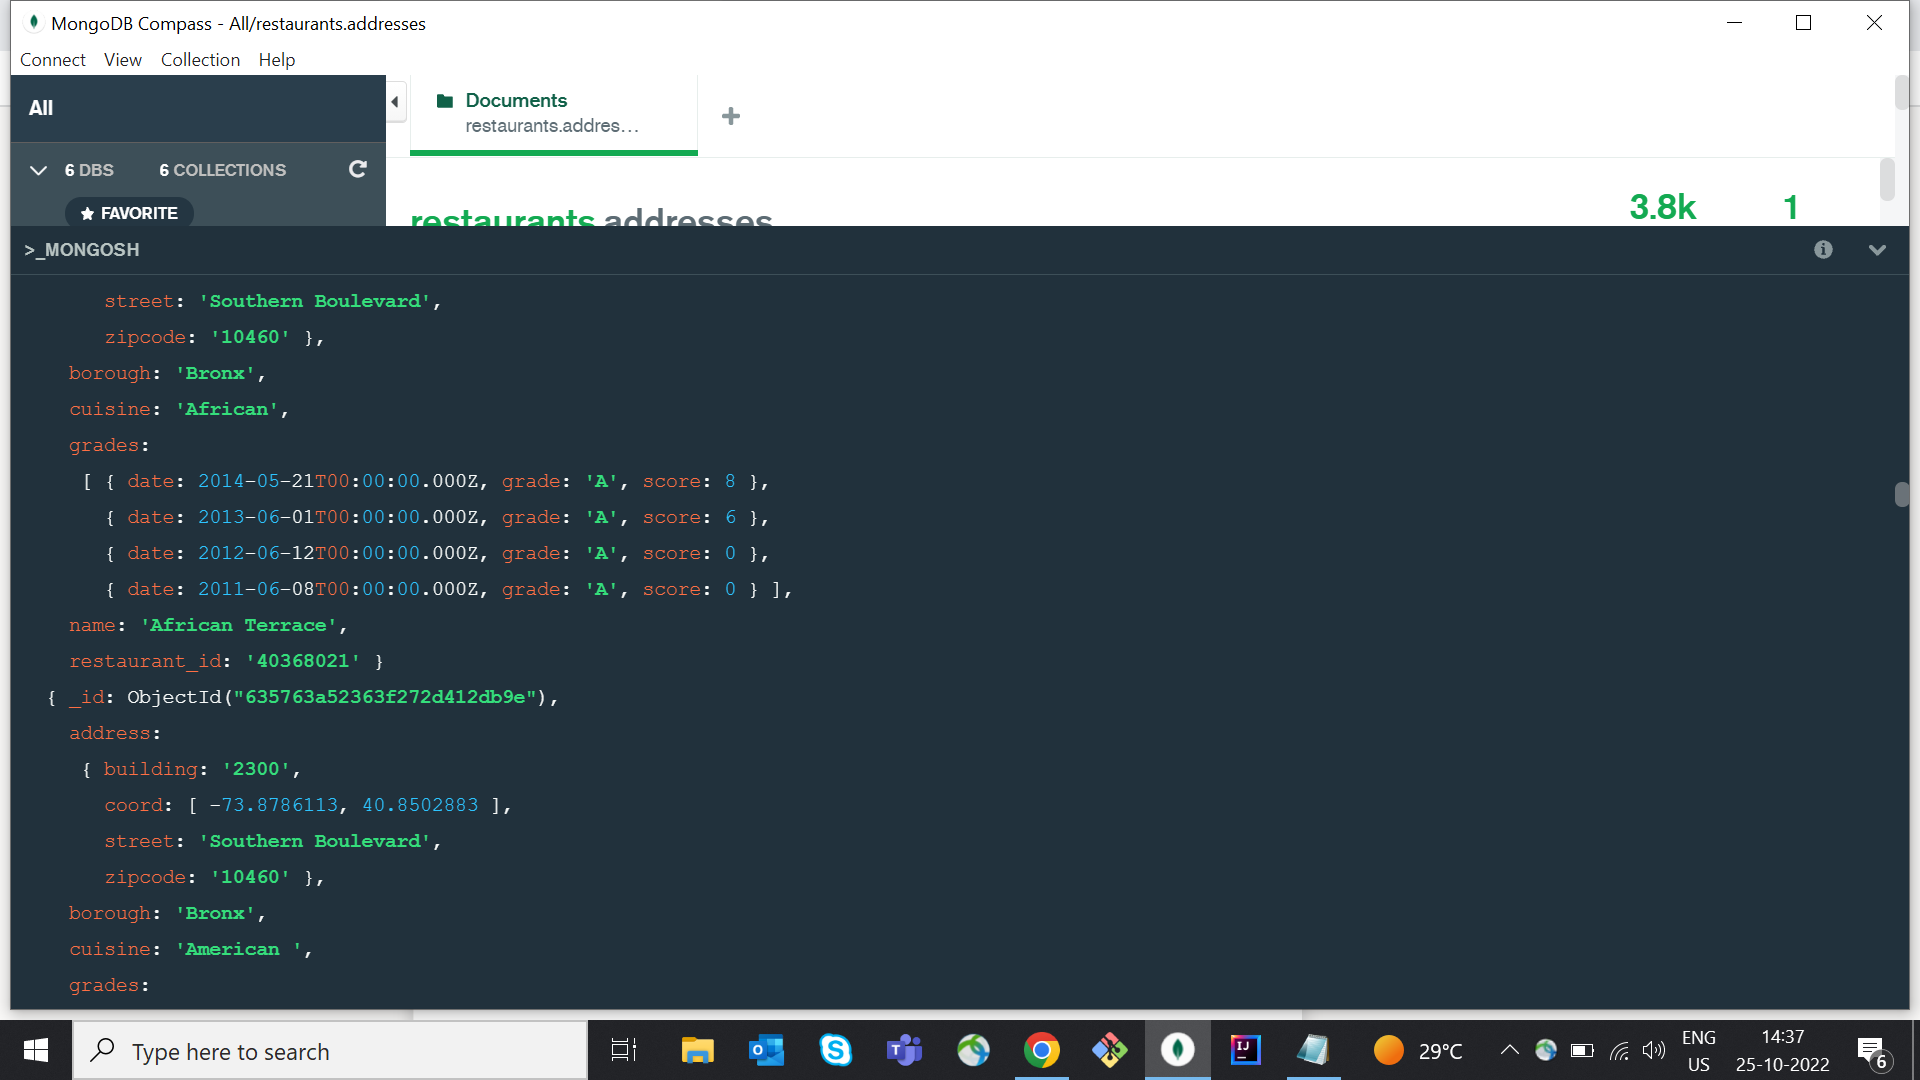 MongoDB Compass - All/restaurants.addresses
Connect View Collection Help
All
Documents
restaurants.addres...
6 DBS 6 COLLECTIONS
FAVORITE
restaurants.addresses
3.8k 1
>_MONGOSH
street: 'Southern Boulevard',
zipcode: '10460' },
borough: 'Bronx',
cuisine: 'African',
grades:
[ { date: 2014-05-21T00:00:00.000Z, grade: 'A', score: 8 },
{ date: 2013-06-01T00:00:00.000Z, grade: 'A', score: 6 },
{ date: 2012-06-12T00:00:00.000Z, grade: 'A', score: 0 },
{ date: 2011-06-08T00:00:00.000Z, grade: 'A', score: 0 } ],
name: 'African Terrace',
restaurant_id: '40368021' }
{ _id: ObjectId("635763a52363f272d412db9e"),
address:
{ building: '2300',
coord: [ -73.8786113, 40.8502883 ],
street: 'Southern Boulevard',
zipcode: '10460' },
borough: 'Bronx',
cuisine: 'American ',
grades:
Type here to search
29°C
ENG
US
14:37
25-10-2022
6